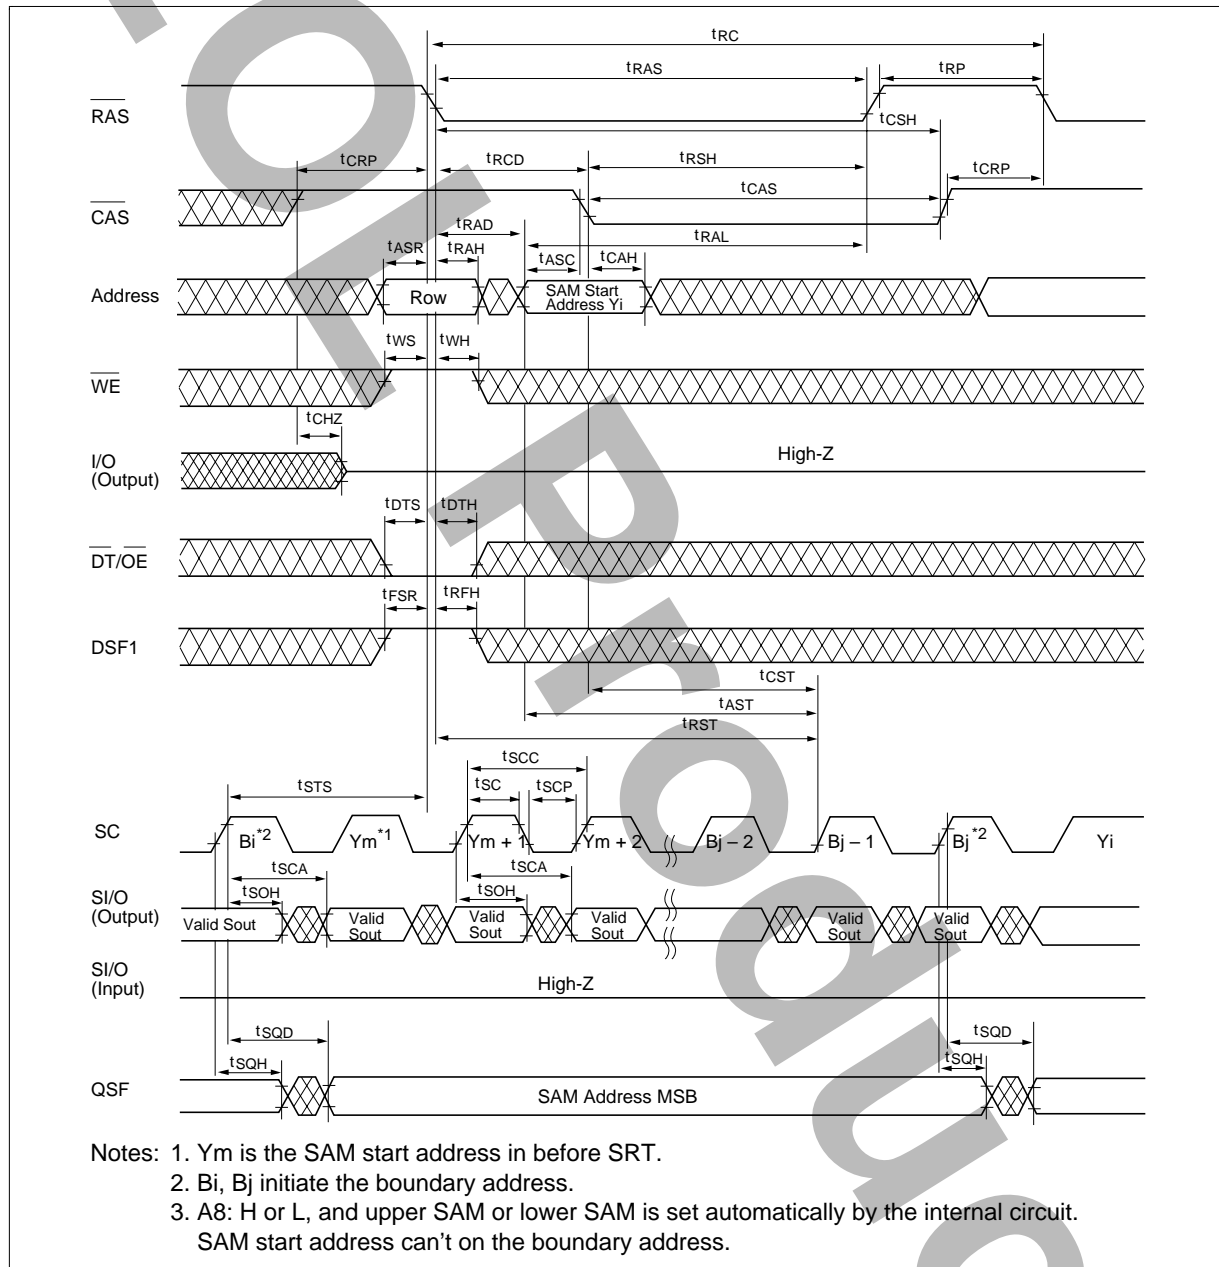 tRC
tRAS tRP
RAS
tCSH
tCRP tRCD tRSH tCRP
tCAS
CAS
tRAD tRAL
tASR tRAH tASC tCAH
Address Row SAM Start Address Yi
tWS tWH
WE
tCHZ
I/O (Output) High-Z
tDTS tDTH
DT/OE
tFSR tRFH
DSF1
tCST
tAST
tRST
tSCC
tSTS tSC tSCP
SC Bi*2 Ym*1 Ym + 1 Ym + 2 Bj – 2 Bj – 1 Bj*2 Yi
tSCA tSCA
tSOH tSOH
SI/O (Output) Valid Sout Valid Sout Valid Sout Valid Sout Valid Sout Valid Sout
SI/O (Input) High-Z
tSQD tSQD
tSQH tSQH
QSF SAM Address MSB
Notes: 1. Ym is the SAM start address in before SRT.
2. Bi, Bj initiate the boundary address.
3. A8: H or L, and upper SAM or lower SAM is set automatically by the internal circuit.
SAM start address can't on the boundary address.
OL Produc